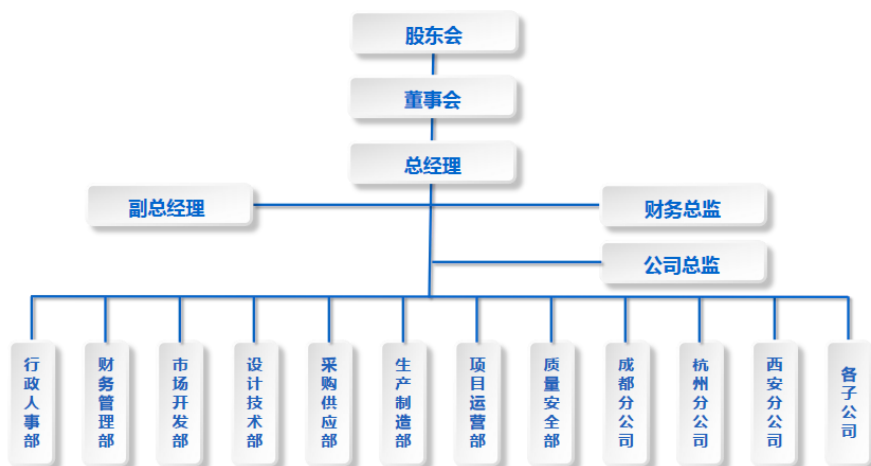 股东会
董事会
总经理
副总经理
财务总监
公司总监
行政人事部
财务管理部
市场开发部
设计技术部
采购供应部
生产制造部
项目运营部
质量安全部
成都分公司
杭州分公司
西安分公司
各子公司